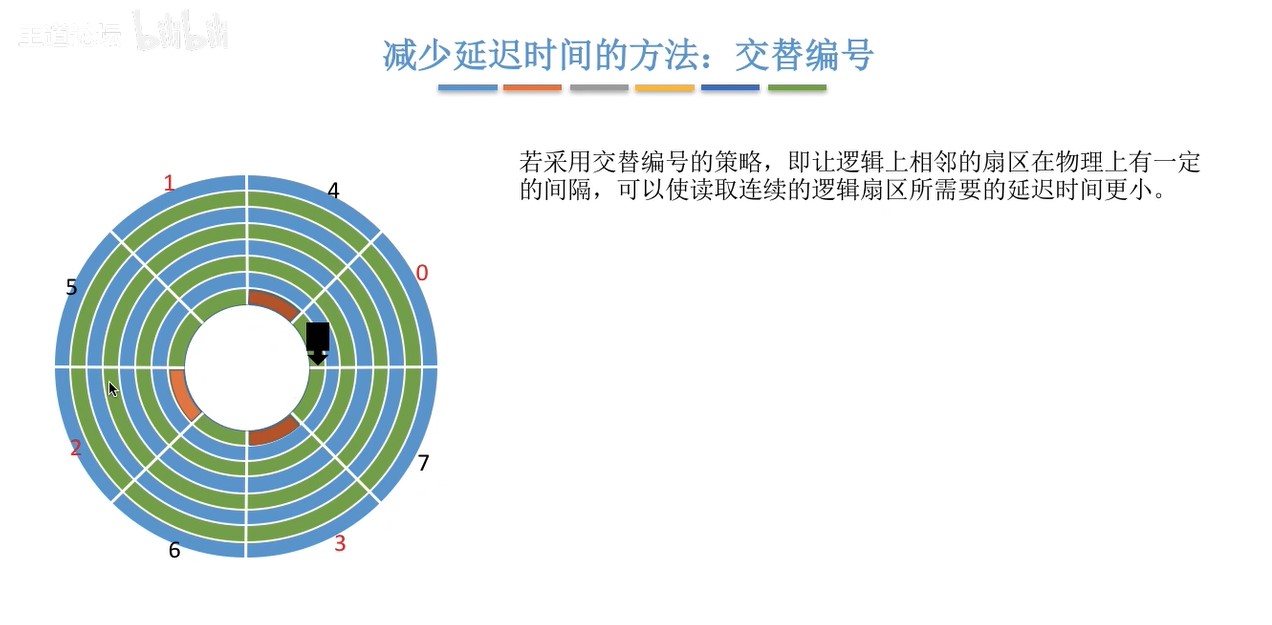 王道论坛 bilibili
减少延迟时间的方法：交替编号
若采用交替编号的策略，即让逻辑上相邻的扇区在物理上有一定
的间隔，可以使读取连续的逻辑扇区所需要的延迟时间更小。
1
4
0
5
2
7
3
6